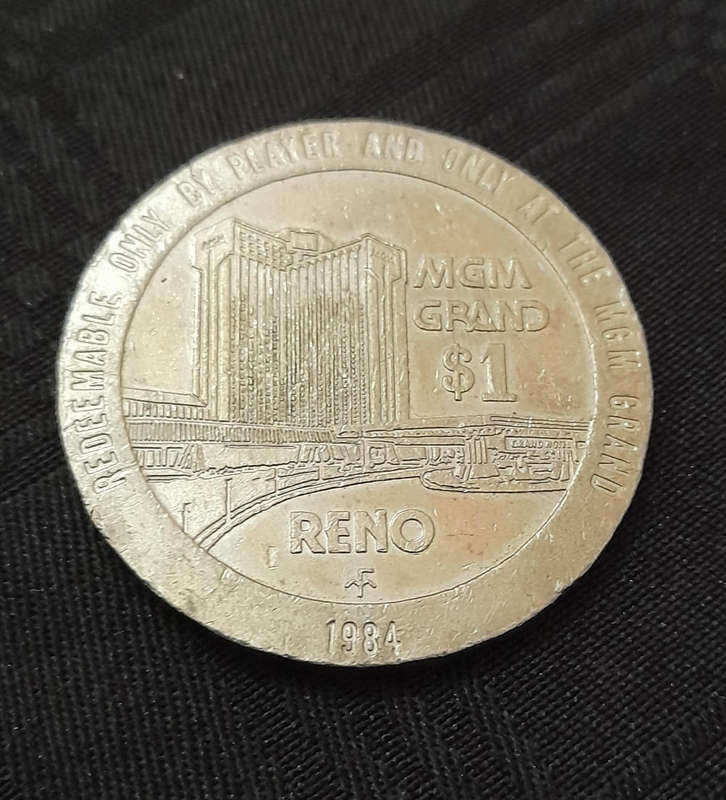 REDEEMABLE ONLY BY PLAYER AND ONLY AT THE MGM GRAND
MGM
GRAND
$1
RENO
1984